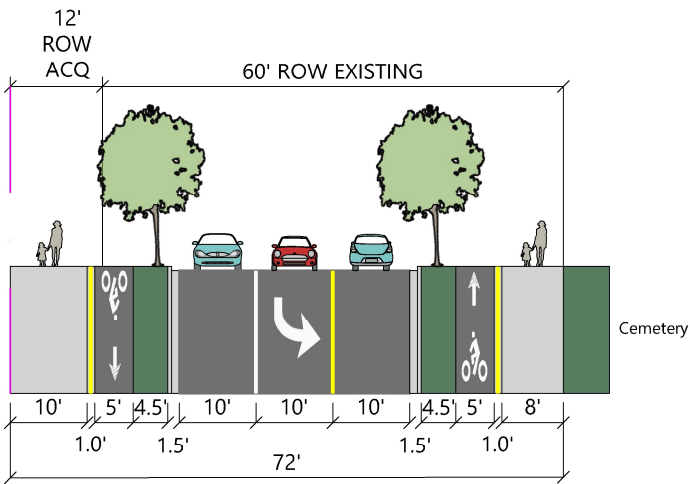 12'
ROW
ACQ
60' ROW EXISTING
Cemetery
10' 5' 4.5' 10' 10' 10' 4.5' 5' 8'
1.0' 1.5' 1.5' 1.0'
72'